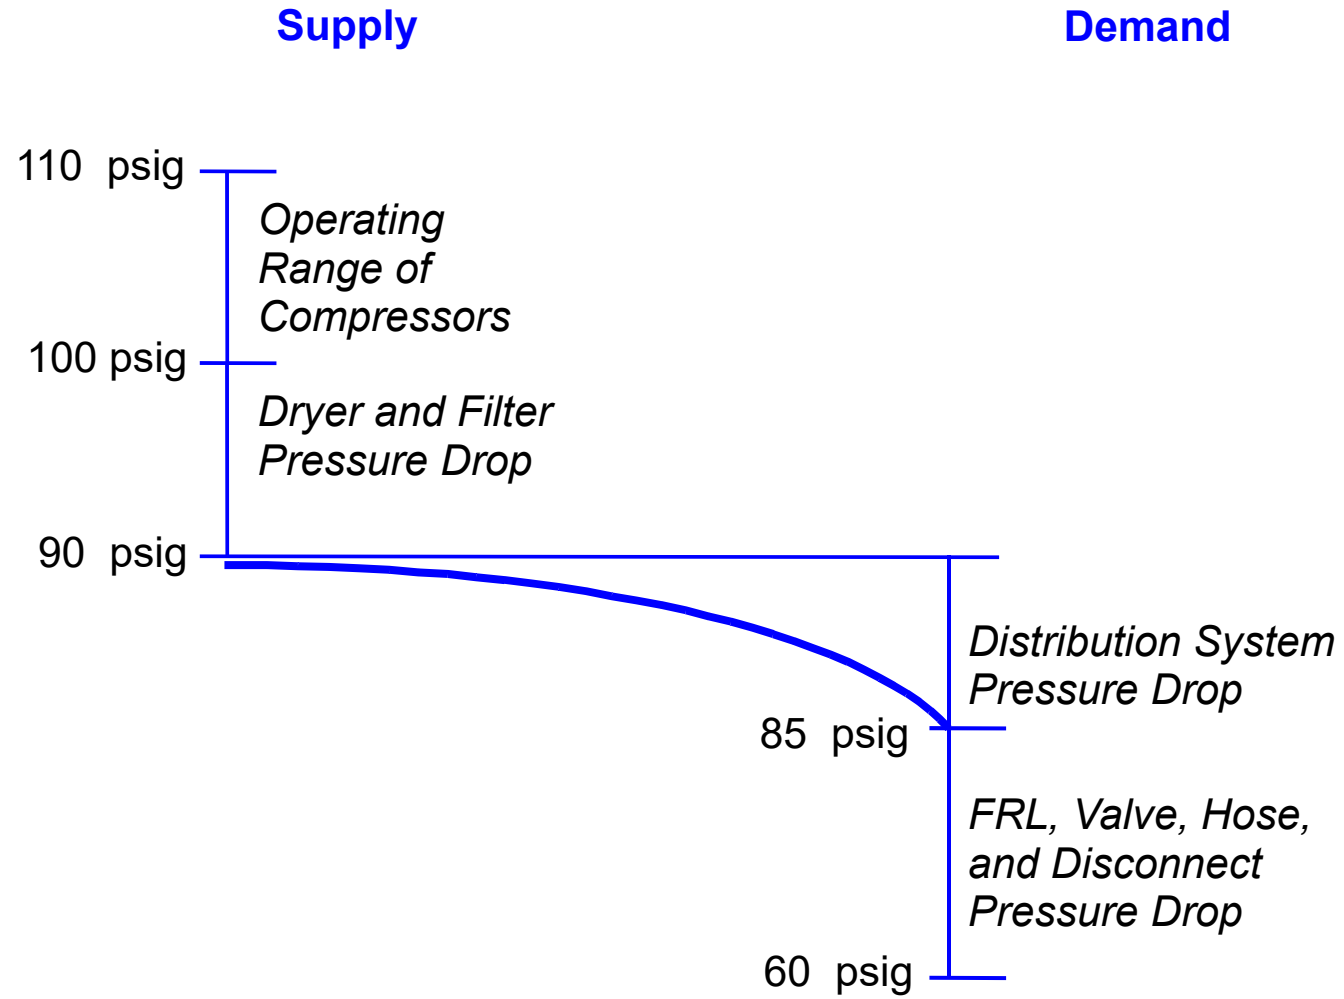 Supply
Demand
110 psig
Operating
Range of
Compressors
100 psig
Dryer and Filter
Pressure Drop
90 psig
Distribution System
Pressure Drop
85 psig
FRL, Valve, Hose,
and Disconnect
Pressure Drop
60 psig